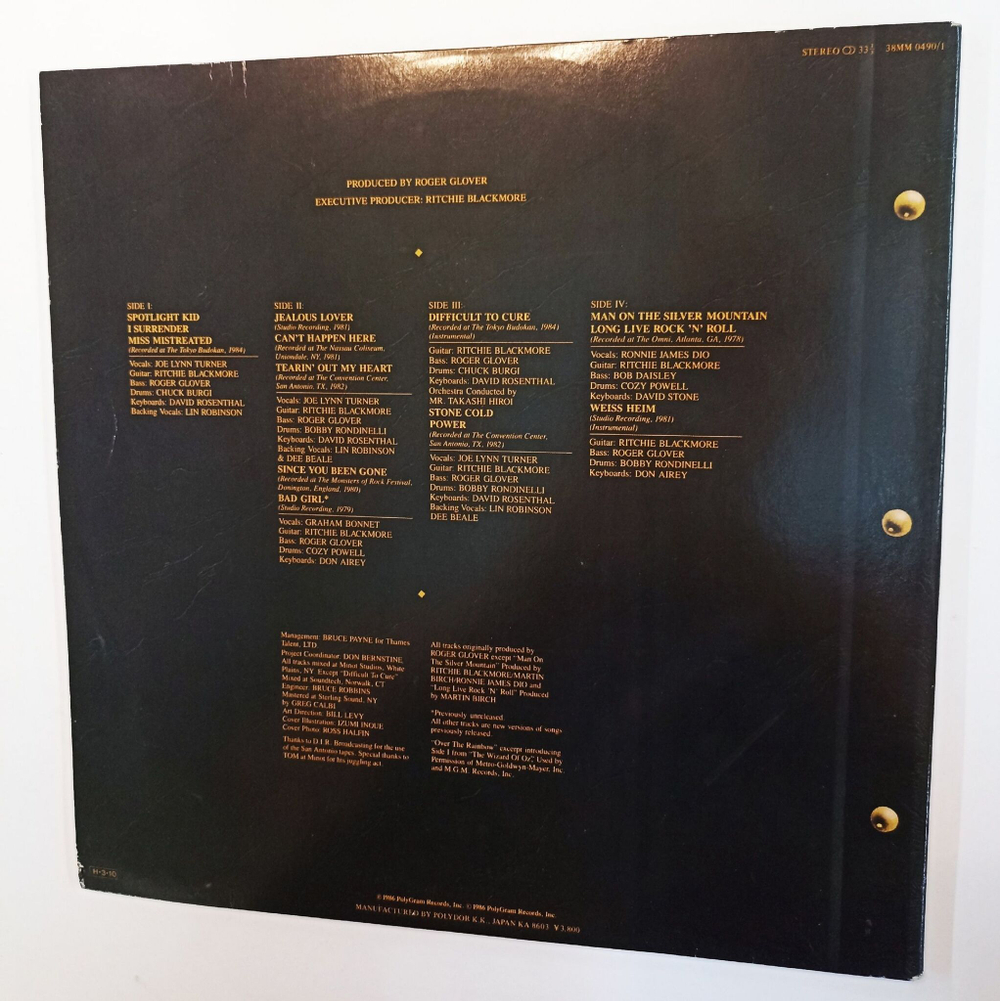 STEREO 33⅓ 38MM 0490/1
PRODUCED BY ROGER GLOVER
EXECUTIVE PRODUCER: RITCHIE BLACKMORE
SIDE I:
SPOTLIGHT KID
I SURRENDER
MISS MISTREATED
(Recorded at The Tokyo Budokan, 1984)
Vocals: JOE LYNN TURNER
Guitar: RITCHIE BLACKMORE
Bass: ROGER GLOVER
Drums: CHUCK BURGI
Keyboards: DAVID ROSENTHAL
Backing Vocals: LIN ROBINSON
SIDE II:
JEALOUS LOVER
(Studio Recording, 1981)
CAN'T HAPPEN HERE
(Recorded at The Nassau Coliseum,
Uniondale, NY, 1981)
TEARIN' OUT MY HEART
(Recorded at The Convention Center,
San Antonio, TX, 1982)
Vocals: JOE LYNN TURNER
Guitar: RITCHIE BLACKMORE
Bass: ROGER GLOVER
Drums: BOBBY RONDINELLI
Keyboards: DAVID ROSENTHAL
Backing Vocals: LIN ROBINSON
& DEE BEALE
SINCE YOU BEEN GONE
(Recorded at The Monsters of Rock Festival,
Donington, England, 1980)
BAD GIRL*
(Studio Recording, 1979)
Vocals: GRAHAM BONNET
Guitar: RITCHIE BLACKMORE
Bass: ROGER GLOVER
Drums: COZY POWELL
Keyboards: DON AIREY
SIDE III:
DIFFICULT TO CURE
(Recorded at The Tokyo Budokan, 1984)
(Instrumental)
Guitar: RITCHIE BLACKMORE
Bass: ROGER GLOVER
Drums: CHUCK BURGI
Keyboards: DAVID ROSENTHAL
Orchestra Conducted by
MR. TAKASHI HIROI
STONE COLD
POWER
(Recorded at The Convention Center,
San Antonio, TX, 1982)
Vocals: JOE LYNN TURNER
Guitar: RITCHIE BLACKMORE
Bass: ROGER GLOVER
Drums: BOBBY RONDINELLI
Keyboards: DAVID ROSENTHAL
Backing Vocals: LIN ROBINSON
DEE BEALE
SIDE IV:
MAN ON THE SILVER MOUNTAIN
LONG LIVE ROCK 'N' ROLL
(Recorded at The Omni, Atlanta, GA, 1978)
Vocals: RONNIE JAMES DIO
Guitar: RITCHIE BLACKMORE
Bass: BOB DAISLEY
Drums: COZY POWELL
Keyboards: DAVID STONE
WEISS HEIM
(Studio Recording, 1981)
(Instrumental)
Guitar: RITCHIE BLACKMORE
Bass: ROGER GLOVER
Drums: BOBBY RONDINELLI
Keyboards: DON AIREY
Management: BRUCE PAYNE for Thames
Talent, LTD.
Project Coordinator: DON BERNSTINE
All tracks mixed at Minot Studios, White
Plains, NY. Except "Difficult To Cure"
Mixed at Soundtech, Norwalk, CT
Engineer: BRUCE ROBBINS
Mastered at Sterling Sound, NY
by GREG CALBI
Art Direction: BILL LEVY
Cover Illustration: IZUMI INOUE
Cover Photo: ROSS HALFIN
Thanks to D.I.R. Broadcasting for the use
of the San Antonio tapes. Special thanks to
TOM at Minot for his juggling act.
All tracks originally produced by
ROGER GLOVER except "Man On
The Silver Mountain" Produced by
RITCHIE BLACKMORE/MARTIN
BIRCH/RONNIE JAMES DIO and
"Long Live Rock 'N' Roll" Produced
by MARTIN BIRCH
*Previously unreleased
All other tracks are new versions of songs
previously released.
"Over The Rainbow" excerpt introducing
Side I from "The Wizard Of Oz". Used by
Permission of Metro-Goldwyn-Mayer, Inc.
and M.G.M. Records, Inc.
H·3·10
℗ 1986 PolyGram Records, Inc. © 1986 PolyGram Records, Inc.
MANUFACTURED BY POLYDOR K.K., JAPAN KA 8603 ¥3,800